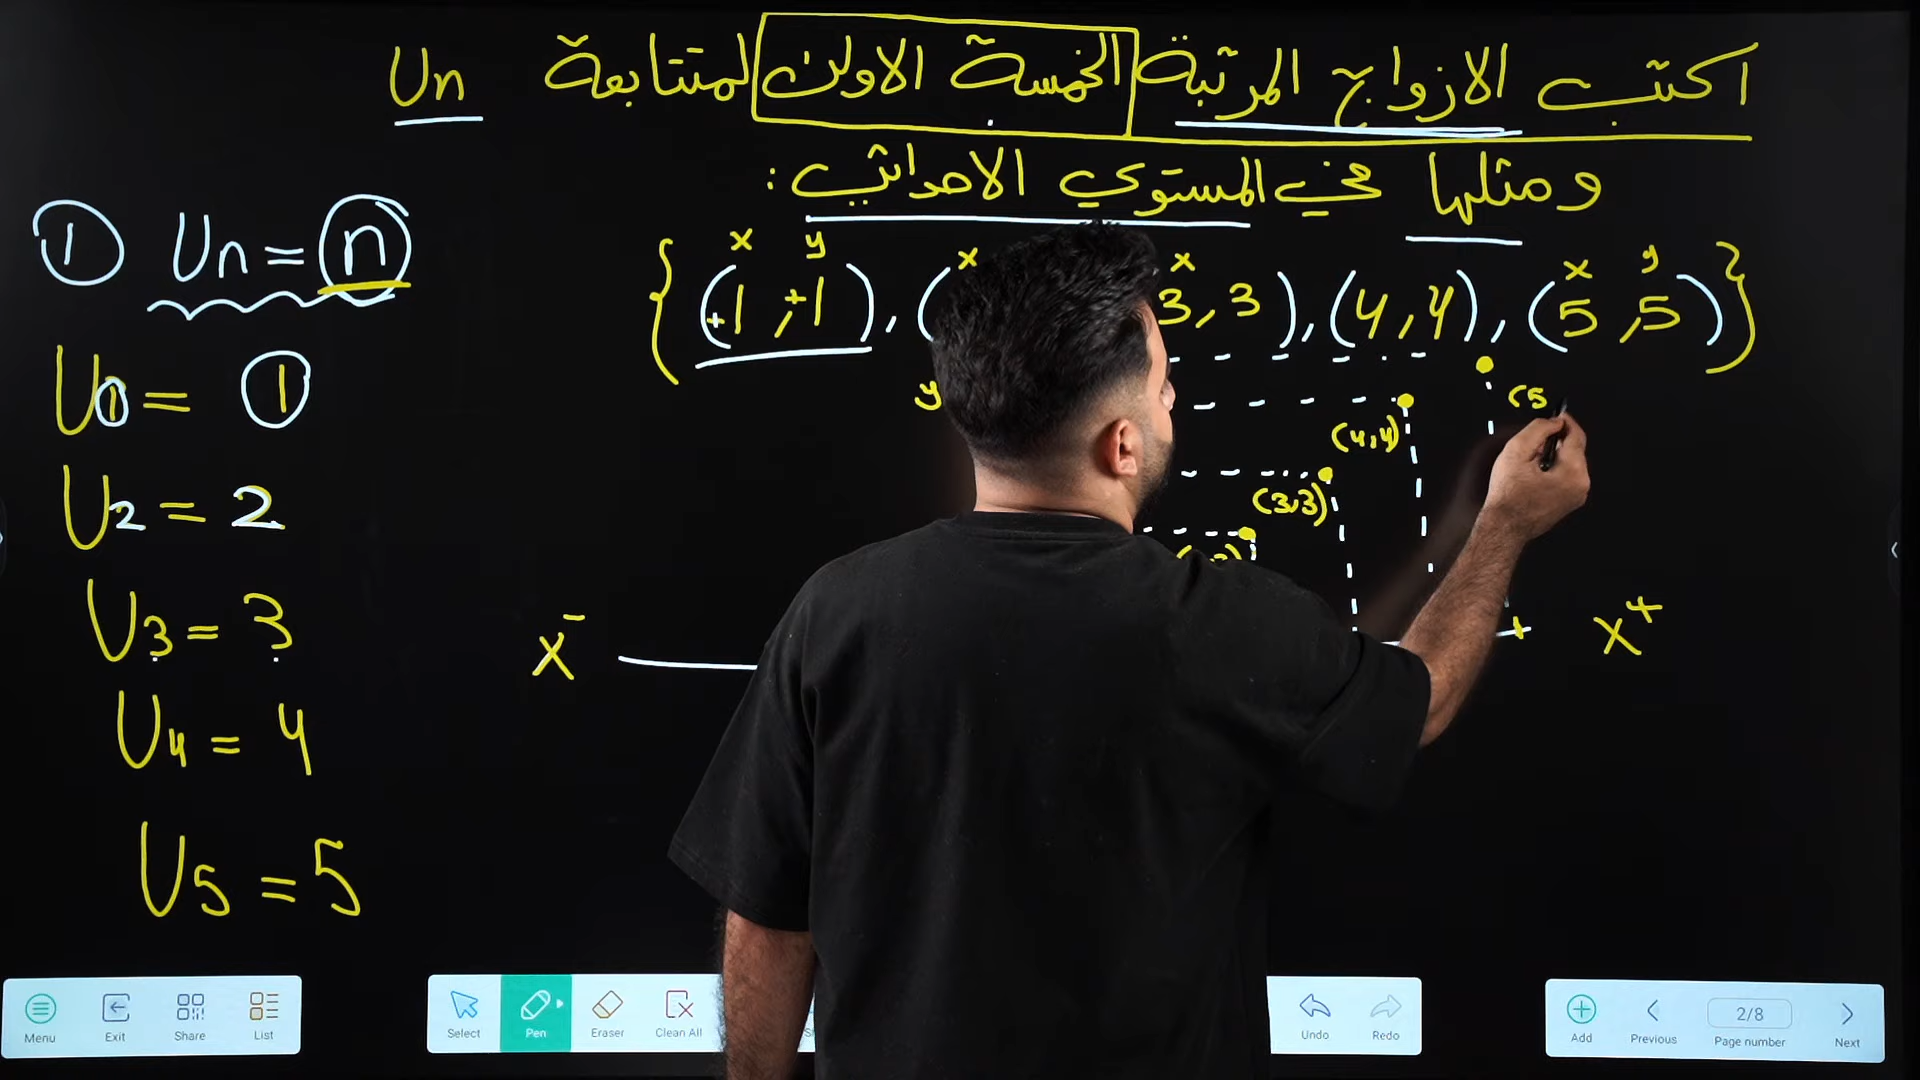 اكتب الازواج المرتبة الخمسة الاولى لمتتابعة Un
ومثلها في المستوي الاحداثي :
① Un = n
U1 = 1
U2 = 2
U3 = 3
U4 = 4
U5 = 5
x y x x x y
{ (+1 , +1), ( 3, 3), (4,4), (5 ,5) }
y
(5
(4,4)
(3,3)
x⁻
x⁺
Menu Exit Share List
Select Pen Eraser Clean All
Undo Redo
Add Previous 2/8 Page number Next